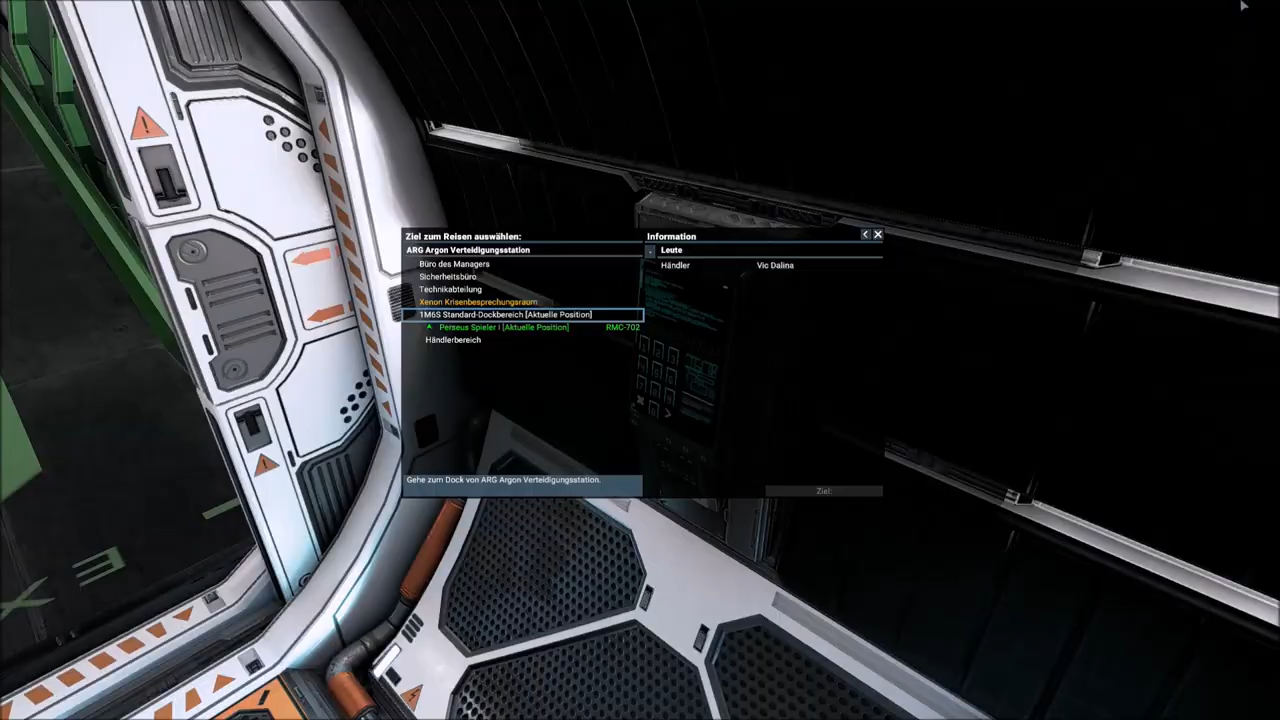 Ziel zum Reisen auswählen:
ARG Argon Verteidigungsstation
Büro des Managers
Sicherheitsbüro
Technikabteilung
Xenon Krisenbesprechungsraum
1M6S Standard-Dockbereich [Aktuelle Position]
Perseus Spieler I [Aktuelle Position] RMC-702
Händlerbereich
Gehe zum Dock von ARG Argon Verteidigungsstation.
Information
Leute
Händler Vic Dalina
Ziel: